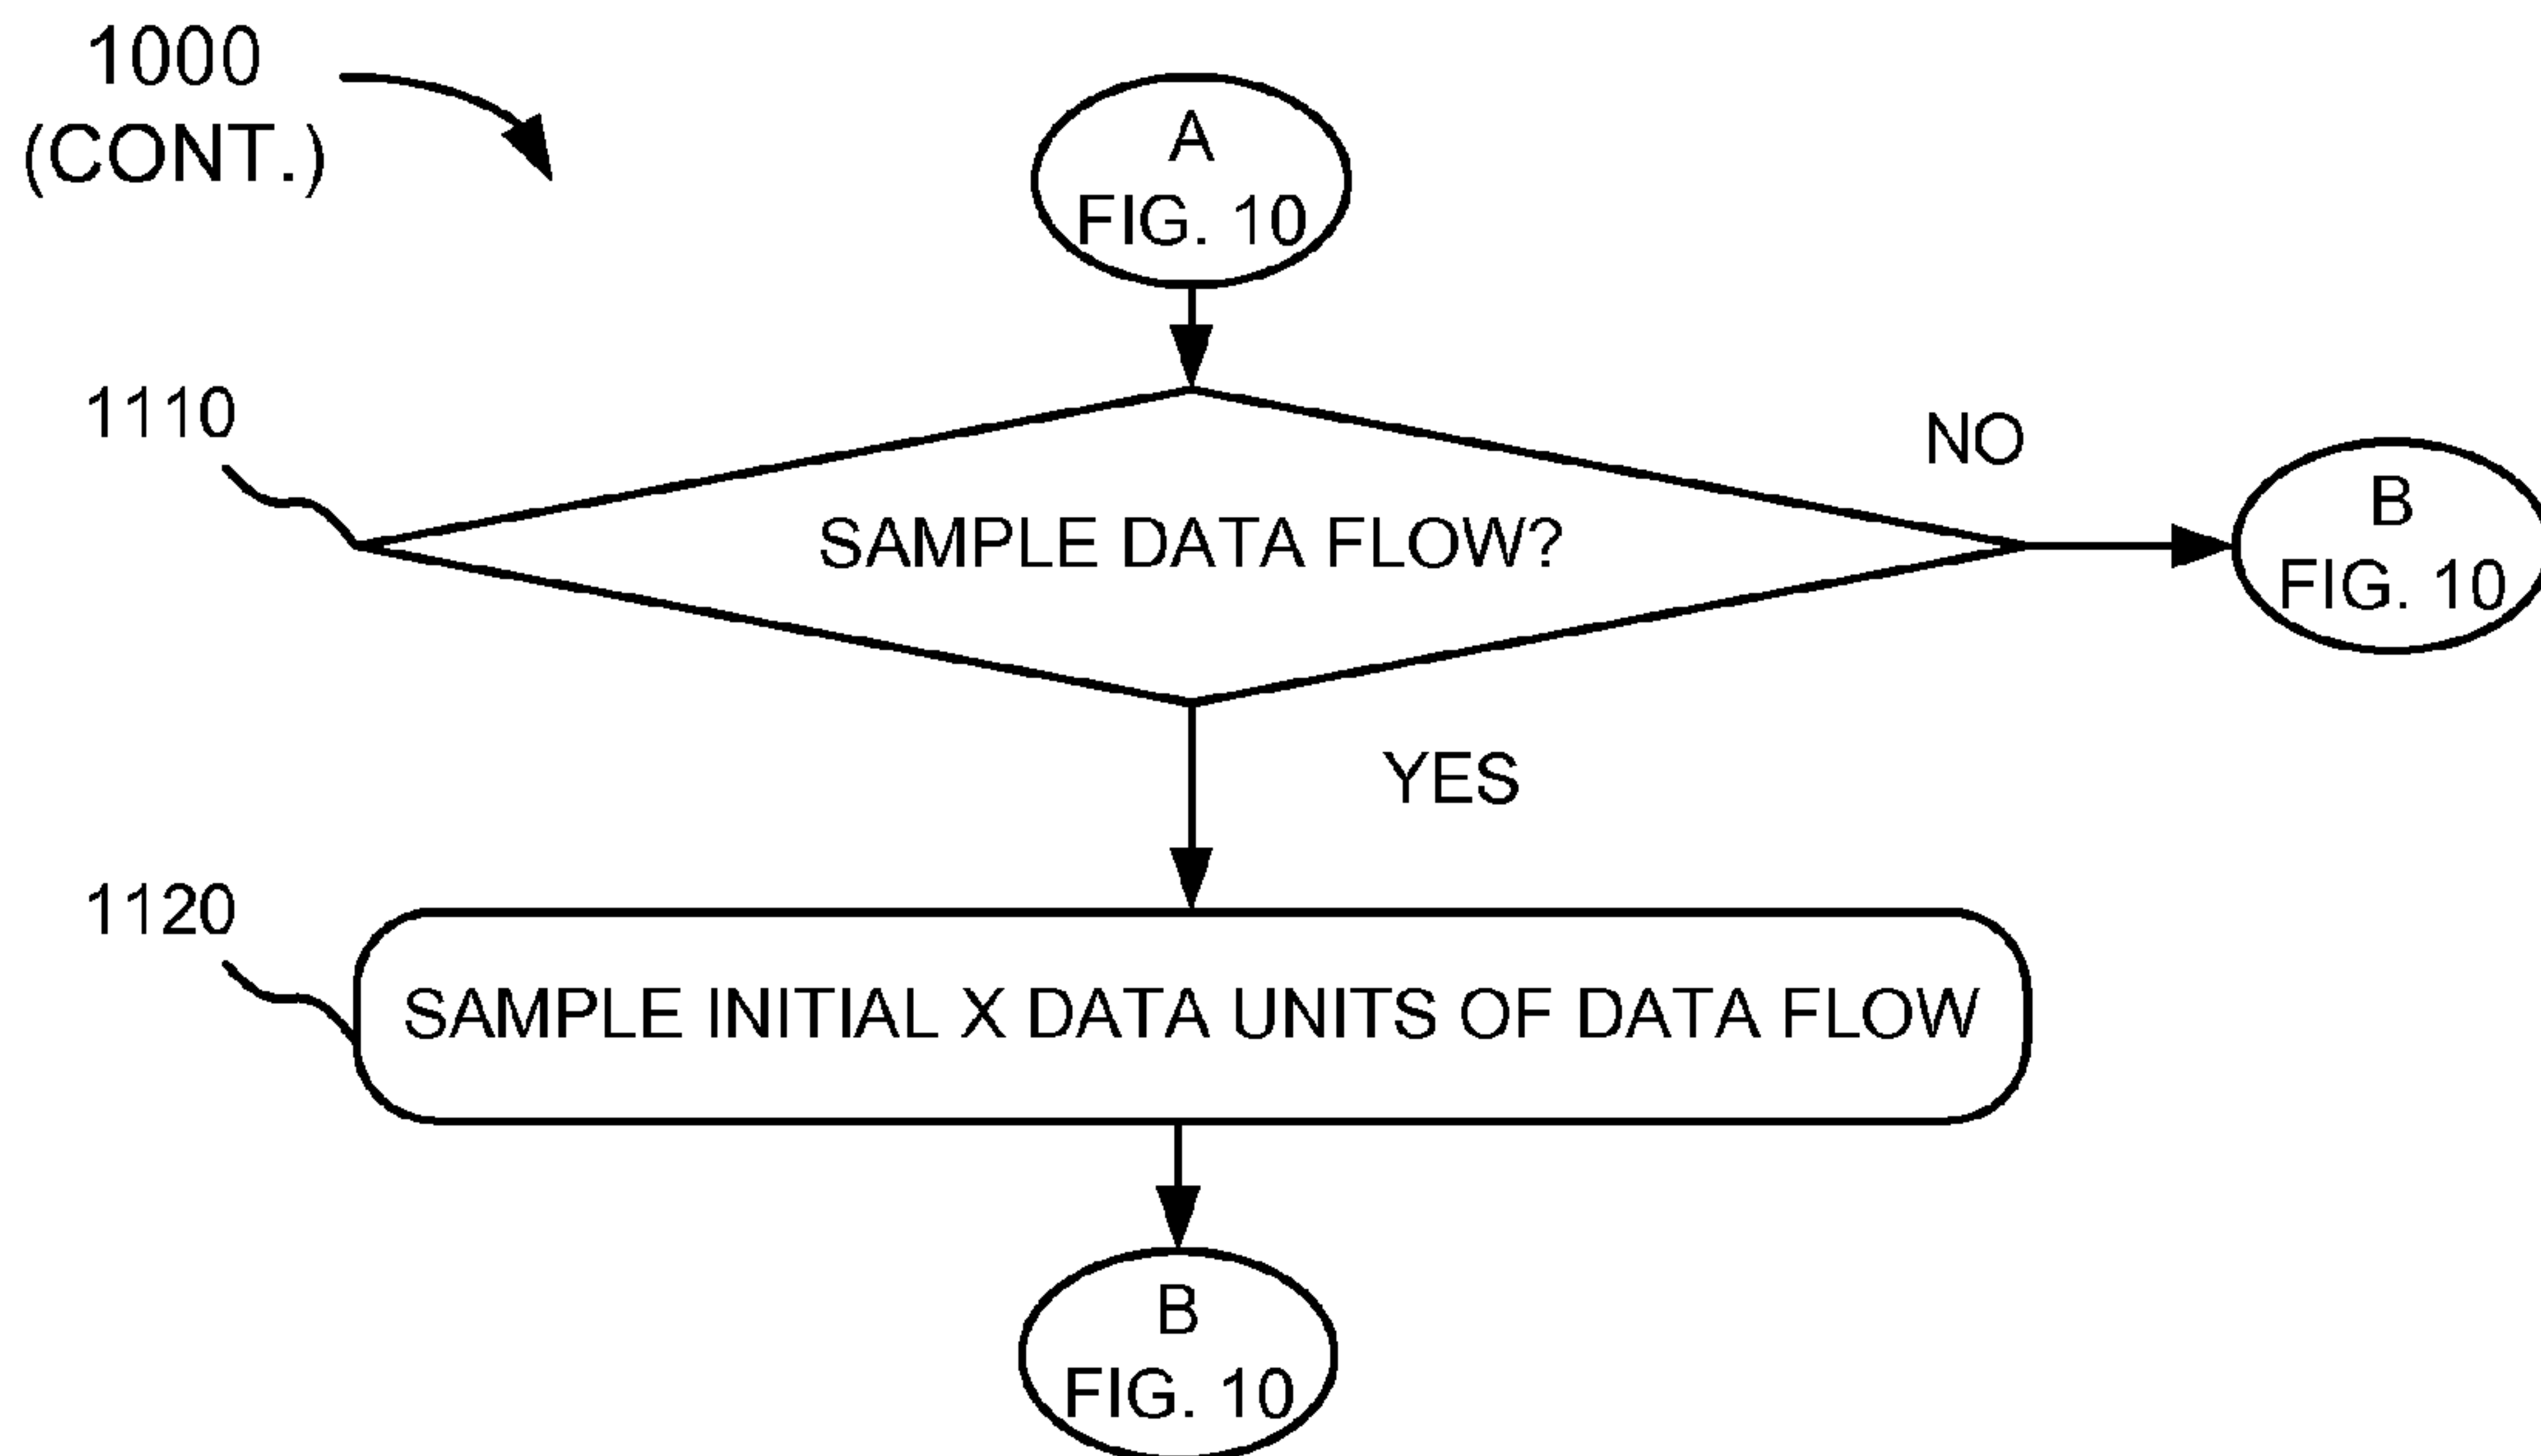 1000
(CONT.)
A
FIG. 10
1110
SAMPLE DATA FLOW?
NO
B
FIG. 10
YES
1120
SAMPLE INITIAL X DATA UNITS OF DATA FLOW
B
FIG. 10